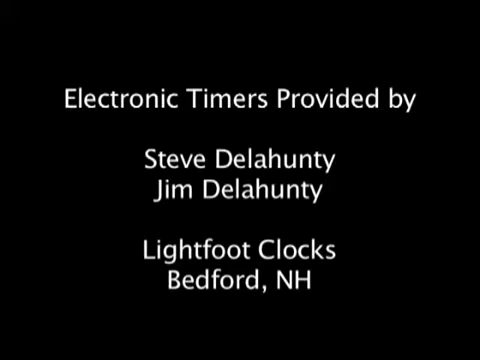 Electronic Timers Provided by
Steve Delahunty
Jim Delahunty
Lightfoot Clocks
Bedford, NH